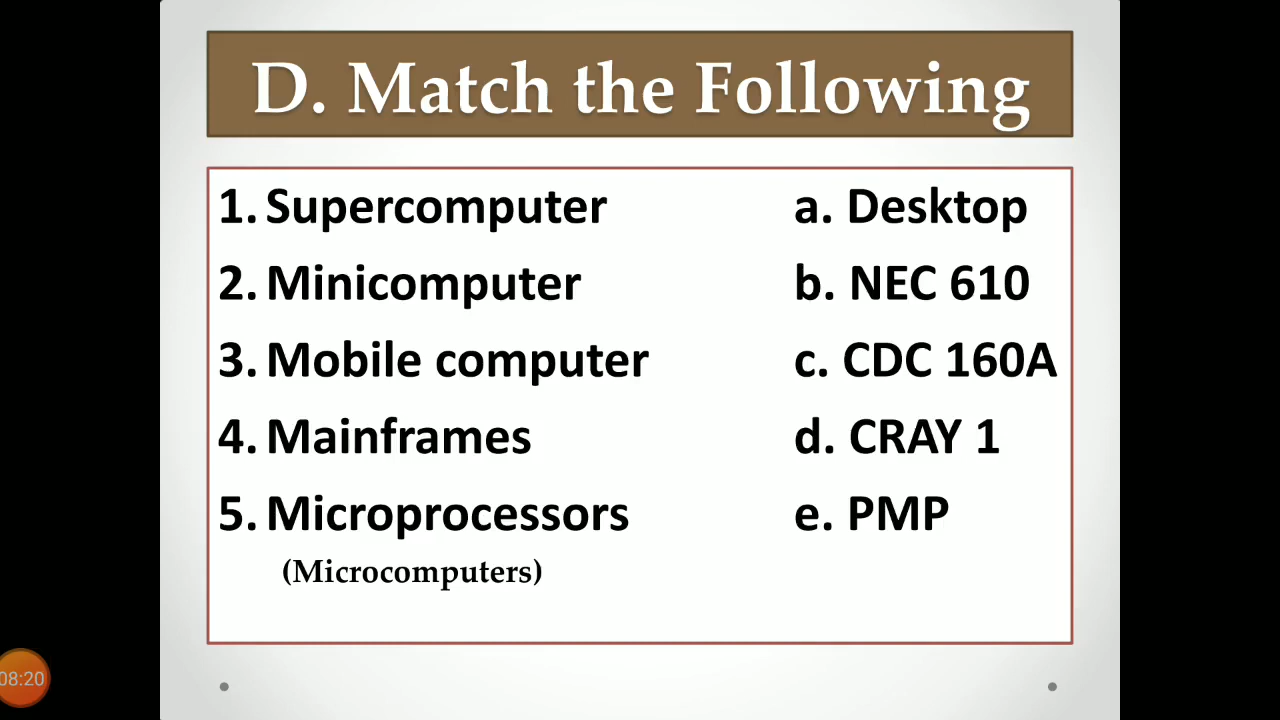 D. Match the Following
1. Supercomputer a. Desktop
2. Minicomputer b. NEC 610
3. Mobile computer c. CDC 160A
4. Mainframes d. CRAY 1
5. Microprocessors e. PMP
(Microcomputers)
08:20